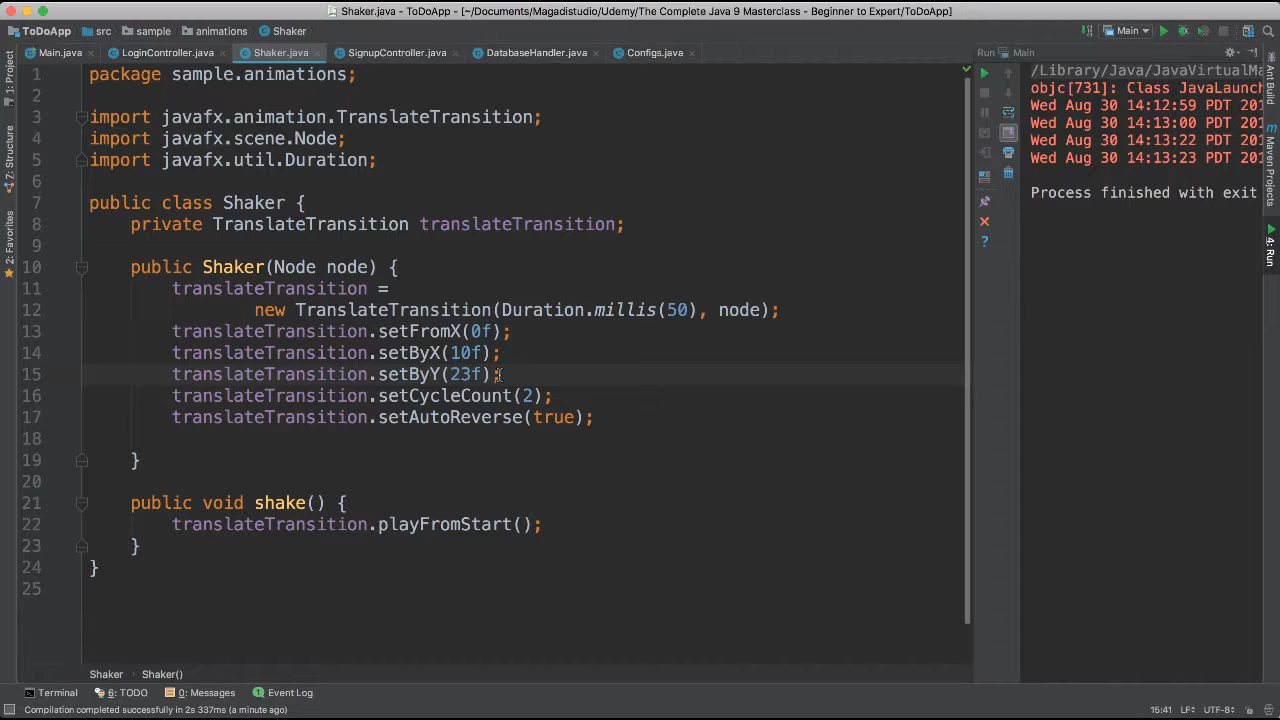 Shaker.java - ToDoApp - [~/Documents/Magadistudio/Udemy/The Complete Java 9 Masterclass - Beginner to Expert/ToDoApp]
ToDoApp src sample animations Shaker Main
Main.java LoginController.java Shaker.java SignupController.java DatabaseHandler.java Configs.java Run Main
1: Project
7: Structure
2: Favorites
1 package sample.animations;
2
3 import javafx.animation.TranslateTransition;
4 import javafx.scene.Node;
5 import javafx.util.Duration;
6
7 public class Shaker {
8 private TranslateTransition translateTransition;
9
10 public Shaker(Node node) {
11 translateTransition =
12 new TranslateTransition(Duration.millis(50), node);
13 translateTransition.setFromX(0f);
14 translateTransition.setByX(10f);
15 translateTransition.setByY(23f);
16 translateTransition.setCycleCount(2);
17 translateTransition.setAutoReverse(true);
18
19 }
20
21 public void shake() {
22 translateTransition.playFromStart();
23 }
24 }
25
/Library/Java/JavaVirtualMa
objc[731]: Class JavaLaunch
Wed Aug 30 14:12:59 PDT 201
Wed Aug 30 14:13:00 PDT 201
Wed Aug 30 14:13:22 PDT 201
Wed Aug 30 14:13:23 PDT 201
Process finished with exit
Ant Build
Maven Projects
4: Run
Shaker Shaker()
Terminal 6: TODO 0: Messages 1 Event Log
Compilation completed successfully in 2s 337ms (a minute ago) 15:41 LF÷ UTF-8÷